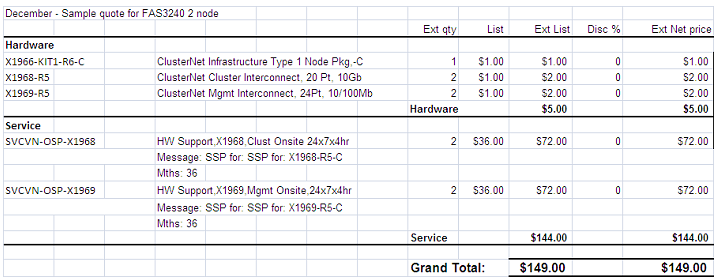 December - Sample quote for FAS3240 2 node
Ext qty List Ext List Disc % Ext Net price
Hardware
X1966-KIT1-R6-C ClusterNet Infrastructure Type 1 Node Pkg,-C 1 $1.00 $1.00 0 $1.00
X1968-R5 ClusterNet Cluster Interconnect, 20 Pt, 10Gb 2 $1.00 $2.00 0 $2.00
X1969-R5 ClusterNet Mgmt Interconnect, 24Pt, 10/100Mb 2 $1.00 $2.00 0 $2.00
Hardware $5.00 $5.00
Service
SVCVN-OSP-X1968 HW Support,X1968,Clust Onsite 24x7x4hr 2 $36.00 $72.00 0 $72.00
Message: SSP for: SSP for: X1968-R5-C
Mths: 36
SVCVN-OSP-X1969 HW Support,X1969,Mgmt Onsite,24x7x4hr 2 $36.00 $72.00 0 $72.00
Message: SSP for: SSP for: X1969-R5-C
Mths: 36
Service $144.00 $144.00
Grand Total: $149.00 $149.00